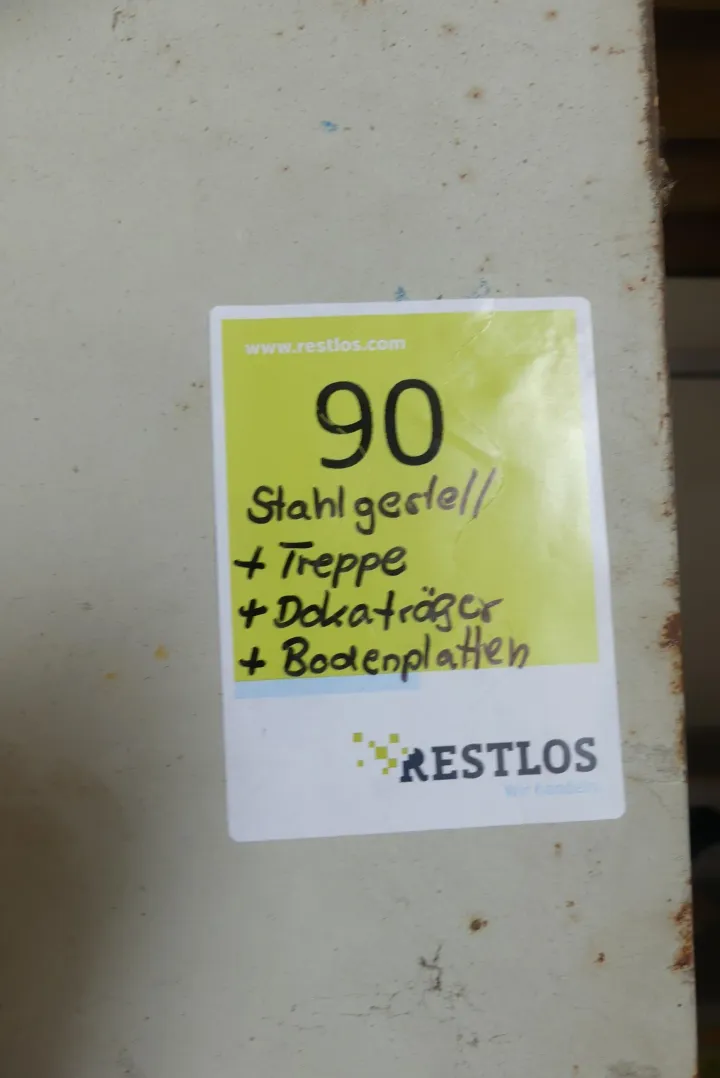 www.restlos.com
90
Stahlgestell
+ Treppe
+ Dokaträger
+ Bodenplatten
RESTLOS